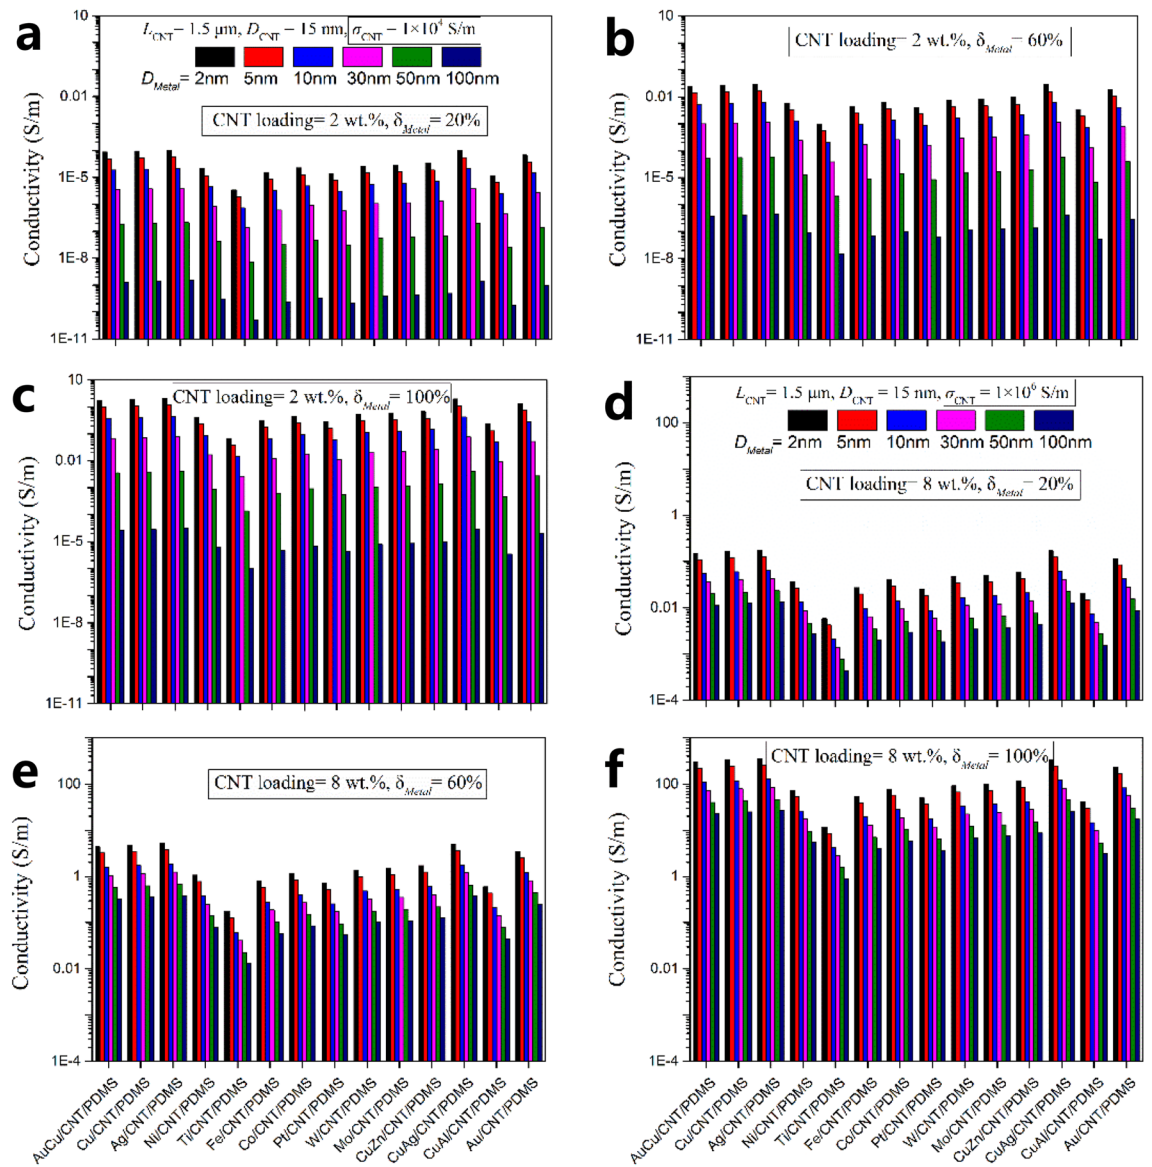 a
L_CNT = 1.5 μm, D_CNT = 15 nm, σ_CNT = 1×10⁴ S/m
D_Metal= 2nm 5nm 10nm 30nm 50nm 100nm
CNT loading= 2 wt.%, δ_Metal= 20%
Conductivity (S/m)
10
0.01
1E-5
1E-8
1E-11
b
CNT loading= 2 wt.%, δ_Metal= 60%
Conductivity (S/m)
10
0.01
1E-5
1E-8
1E-11
c
CNT loading= 2 wt.%, δ_Metal= 100%
Conductivity (S/m)
10
0.01
1E-5
1E-8
1E-11
d
L_CNT = 1.5 μm, D_CNT = 15 nm, σ_CNT = 1×10⁶ S/m
D_Metal= 2nm 5nm 10nm 30nm 50nm 100nm
CNT loading= 8 wt.%, δ_Metal= 20%
Conductivity (S/m)
100
1
0.01
1E-4
e
CNT loading= 8 wt.%, δ_Metal= 60%
Conductivity (S/m)
100
1
0.01
1E-4
AuCu/CNT/PDMS
Cu/CNT/PDMS
Ag/CNT/PDMS
Ni/CNT/PDMS
Ti/CNT/PDMS
Fe/CNT/PDMS
Co/CNT/PDMS
Pt/CNT/PDMS
W/CNT/PDMS
Mo/CNT/PDMS
CuZn/CNT/PDMS
CuAg/CNT/PDMS
CuAl/CNT/PDMS
Au/CNT/PDMS
f
CNT loading= 8 wt.%, δ_Metal= 100%
Conductivity (S/m)
100
1
0.01
1E-4
AuCu/CNT/PDMS
Cu/CNT/PDMS
Ag/CNT/PDMS
Ni/CNT/PDMS
Ti/CNT/PDMS
Fe/CNT/PDMS
Co/CNT/PDMS
Pt/CNT/PDMS
W/CNT/PDMS
Mo/CNT/PDMS
CuZn/CNT/PDMS
CuAg/CNT/PDMS
CuAl/CNT/PDMS
Au/CNT/PDMS